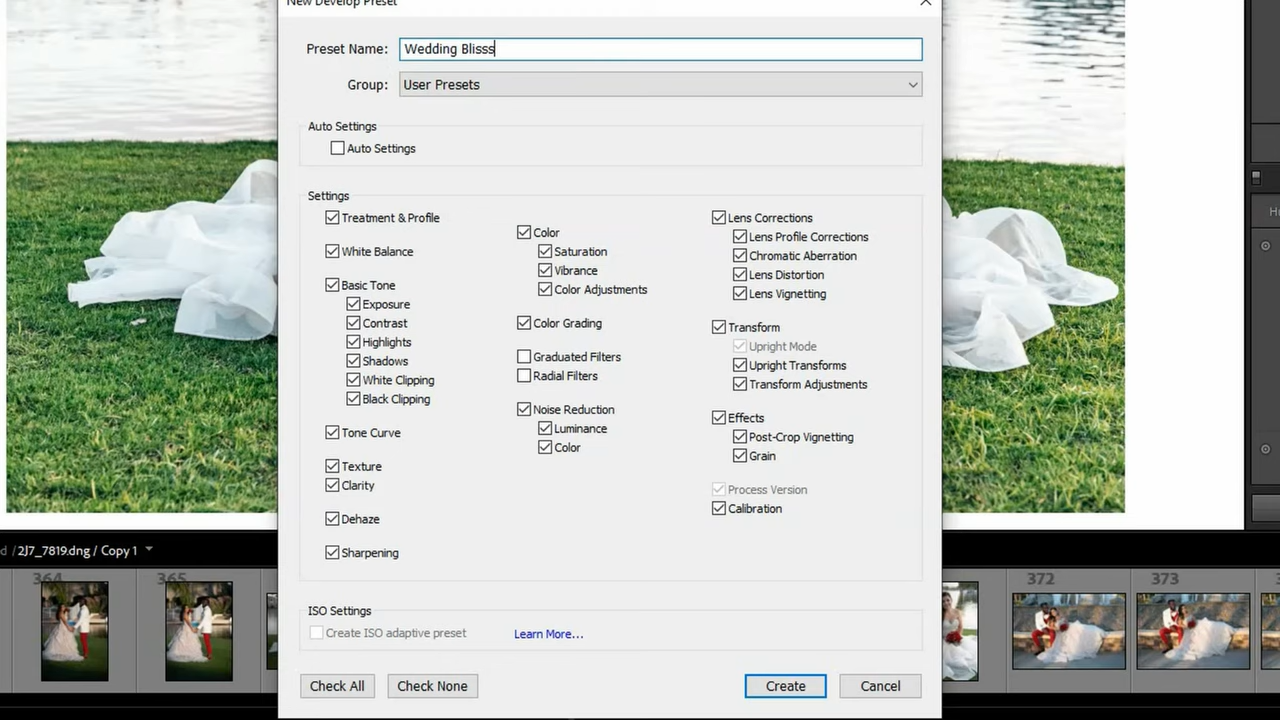 New Develop Preset
Preset Name: Wedding Blisss
Group: User Presets
Auto Settings
Auto Settings
Settings
Treatment & Profile
White Balance
Basic Tone
Exposure
Contrast
Highlights
Shadows
White Clipping
Black Clipping
Tone Curve
Texture
Clarity
Dehaze
Sharpening
Color
Saturation
Vibrance
Color Adjustments
Color Grading
Graduated Filters
Radial Filters
Noise Reduction
Luminance
Color
Lens Corrections
Lens Profile Corrections
Chromatic Aberration
Lens Distortion
Lens Vignetting
Transform
Upright Mode
Upright Transforms
Transform Adjustments
Effects
Post-Crop Vignetting
Grain
Process Version
Calibration
ISO Settings
Create ISO adaptive preset Learn More...
Check All Check None Create Cancel
/ 2J7_7819.dng / Copy 1
364 365 372 373